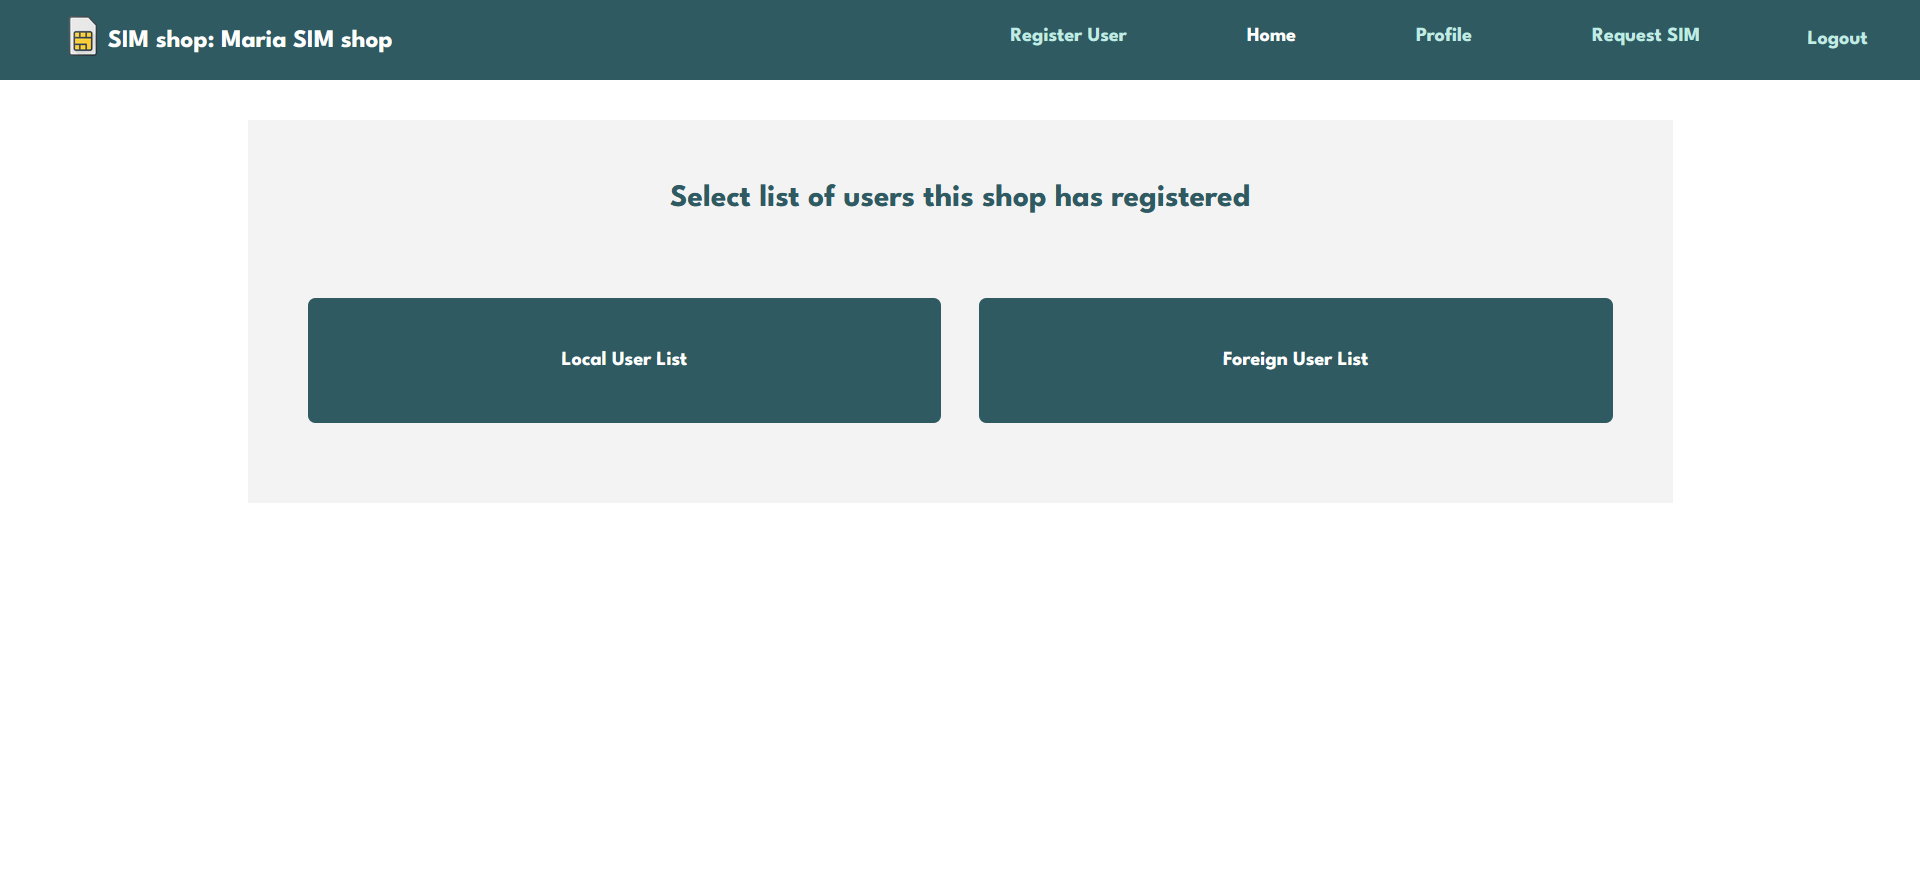 SIM shop: Maria SIM shop
Register User
Home
Profile
Request SIM
Logout
Select list of users this shop has registered
Local User List
Foreign User List